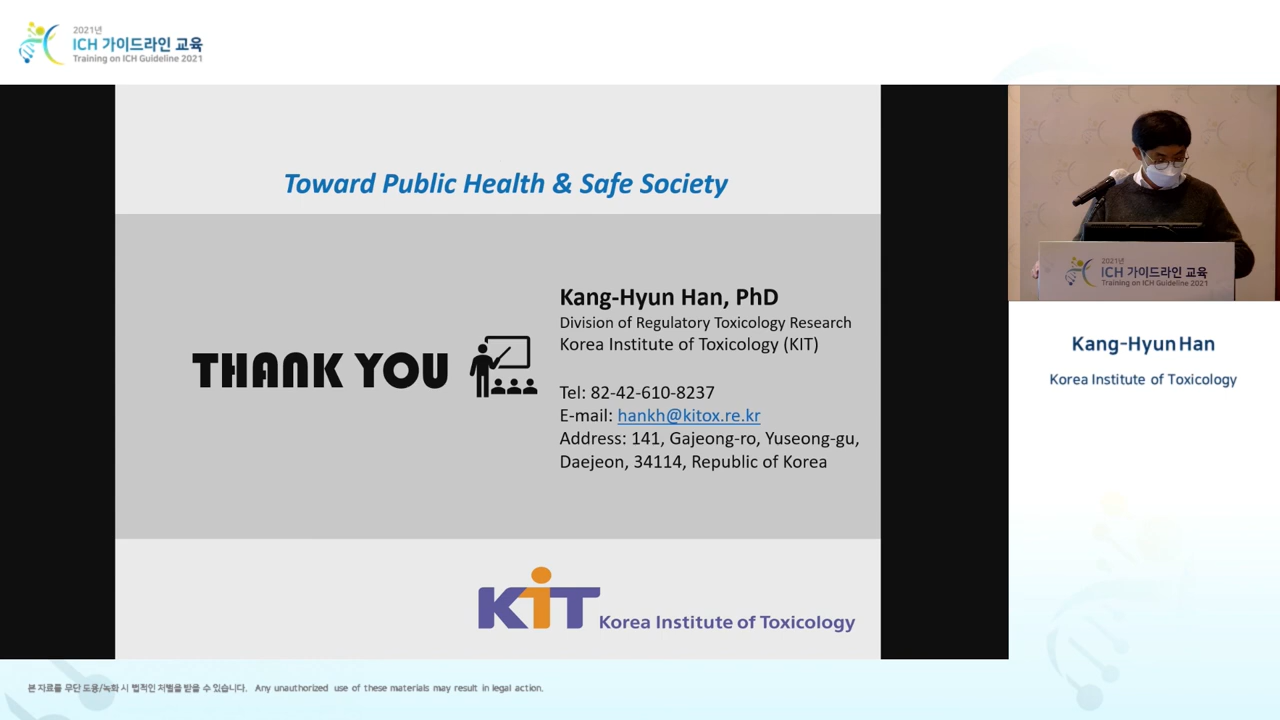 2021년
ICH 가이드라인 교육
Training on ICH Guideline 2021
Toward Public Health & Safe Society
THANK YOU
Kang-Hyun Han, PhD
Division of Regulatory Toxicology Research
Korea Institute of Toxicology (KIT)
Tel: 82-42-610-8237
E-mail: hankh@kitox.re.kr
Address: 141, Gajeong-ro, Yuseong-gu,
Daejeon, 34114, Republic of Korea
KiT Korea Institute of Toxicology
2021년
ICH 가이드라인 교육
Training on ICH Guideline 2021
Kang-Hyun Han
Korea Institute of Toxicology
본 자료를 무단 도용/녹화 시 법적인 처벌을 받을 수 있습니다. Any unauthorized use of these materials may result in legal action.